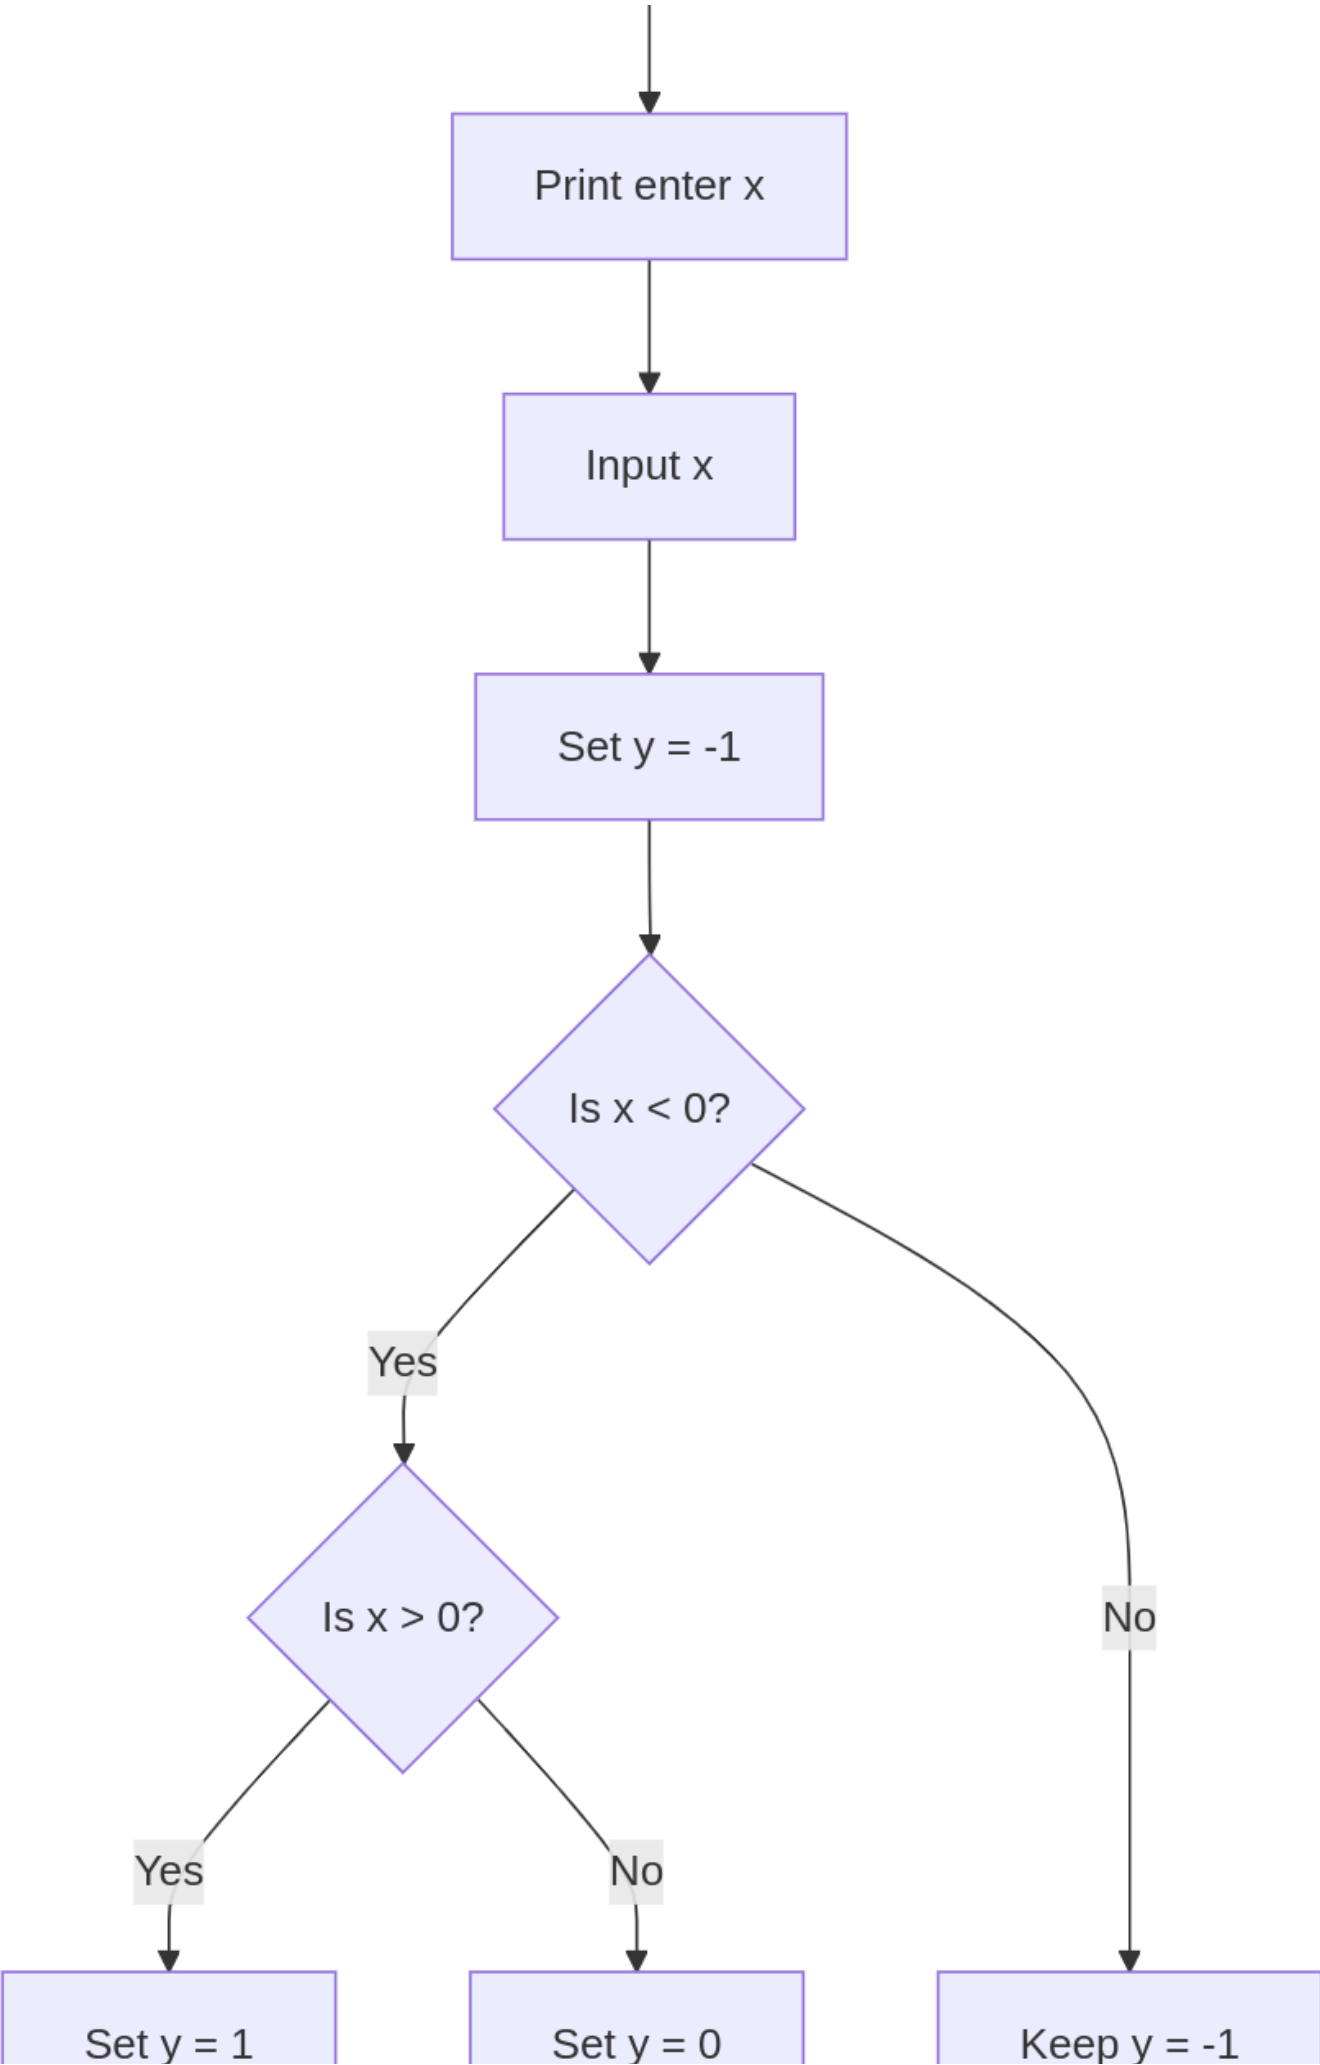 Print enter x
Input x
Set y = -1
Is x < 0?
Yes
Is x > 0?
No
Yes
No
Set y = 1
Set y = 0
Keep y = -1